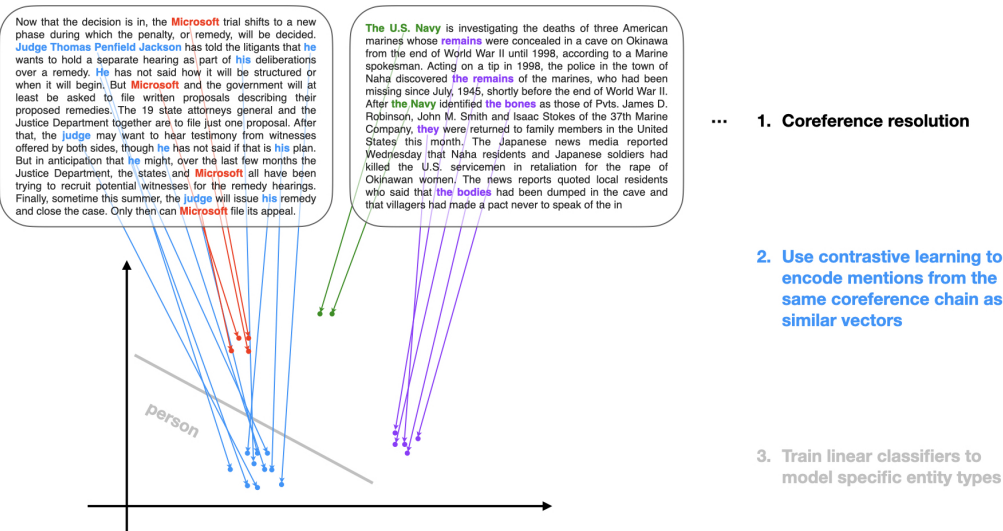 Now that the decision is in, the Microsoft trial shifts to a new
phase during which the penalty, or remedy, will be decided.
Judge Thomas Penfield Jackson has told the litigants that he
wants to hold a separate hearing as part of his deliberations
over a remedy. He has not said how it will be structured or
when it will begin. But Microsoft and the government will at
least be asked to file written proposals describing their
proposed remedies. The 19 state attorneys general and the
Justice Department together are to file just one proposal. After
that, the judge may want to hear testimony from witnesses
offered by both sides, though he has not said if that is his plan.
But in anticipation that he might, over the last few months the
Justice Department, the states and Microsoft all have been
trying to recruit potential witnesses for the remedy hearings.
Finally, sometime this summer, the judge will issue his remedy
and close the case. Only then can Microsoft file its appeal.
The U.S. Navy is investigating the deaths of three American
marines whose remains were concealed in a cave on Okinawa
from the end of World War II until 1998, according to a Marine
spokesman. Acting on a tip in 1998, the police in the town of
Naha discovered the remains of the marines, who had been
missing since July, 1945, shortly before the end of World War II.
After the Navy identified the bones as those of Pvts. James D.
Robinson, John M. Smith and Isaac Stokes of the 37th Marine
Company, they were returned to family members in the United
States this month. The Japanese news media reported
Wednesday that Naha residents and Japanese soldiers had
killed the U.S. servicemen in retaliation for the rape of
Okinawan women. The news reports quoted local residents
who said that the bodies had been dumped in the cave and
that villagers had made a pact never to speak of the in
...
1. Coreference resolution
2. Use contrastive learning to
encode mentions from the
same coreference chain as
similar vectors
person
3. Train linear classifiers to
model specific entity types